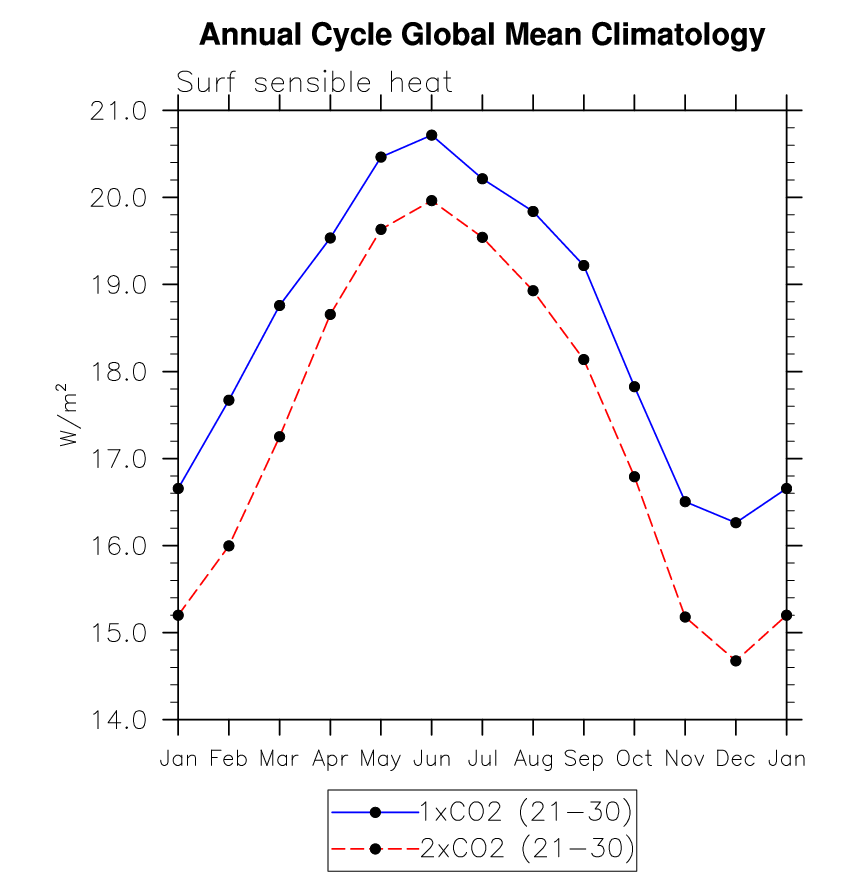 Annual Cycle Global Mean Climatology
Surf sensible heat
21.0
20.0
19.0
18.0
17.0
16.0
15.0
14.0
W/m²
Jan Feb Mar Apr May Jun Jul Aug Sep Oct Nov Dec Jan
1xCO2 (21−30)
2xCO2 (21−30)